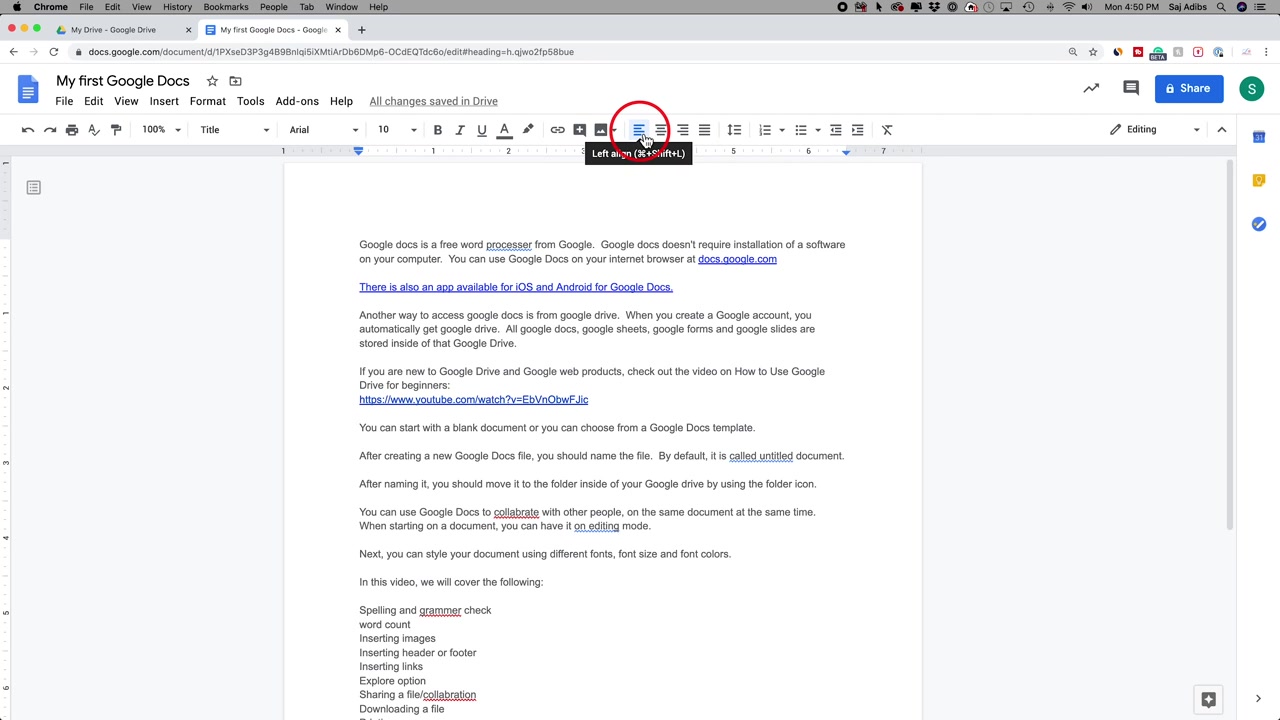 Chrome File Edit View History Bookmarks People Tab Window Help Mon 4:50 PM Saj Adibs
My Drive - Google Drive My first Google Docs - Google
docs.google.com/document/d/1PXseD3P3g4B9BnIqi5iXMtiArDb6DMp6-OCdEQTdc6o/edit#heading=h.qjwo2fp58bue
BETA
My first Google Docs
File Edit View Insert Format Tools Add-ons Help All changes saved in Drive
Share
S
100% Title Arial 10 B I U A Editing
Left align (⌘+Shift+L)
1 1 2 3 5 6 7
Google docs is a free word processer from Google. Google docs doesn't require installation of a software
on your computer. You can use Google Docs on your internet browser at docs.google.com
There is also an app available for iOS and Android for Google Docs.
Another way to access google docs is from google drive. When you create a Google account, you
automatically get google drive. All google docs, google sheets, google forms and google slides are
stored inside of that Google Drive.
If you are new to Google Drive and Google web products, check out the video on How to Use Google
Drive for beginners:
https://www.youtube.com/watch?v=EbVnObwFJic
You can start with a blank document or you can choose from a Google Docs template.
After creating a new Google Docs file, you should name the file. By default, it is called untitled document.
After naming it, you should move it to the folder inside of your Google drive by using the folder icon.
You can use Google Docs to collabrate with other people, on the same document at the same time.
When starting on a document, you can have it on editing mode.
Next, you can style your document using different fonts, font size and font colors.
In this video, we will cover the following:
Spelling and grammer check
word count
Inserting images
Inserting header or footer
Inserting links
Explore option
Sharing a file/collabration
Downloading a file